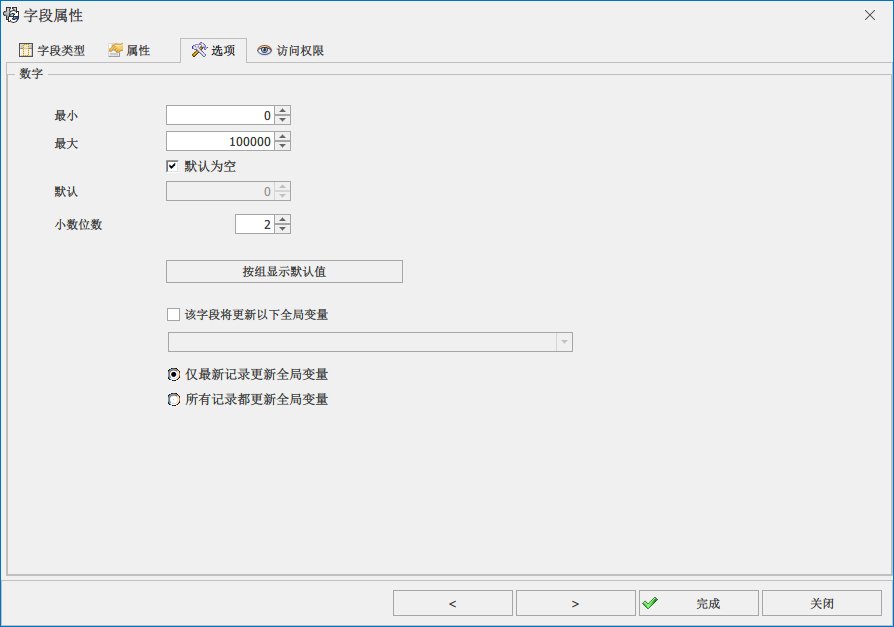 字段属性
字段类型 属性 选项 访问权限
数字
最小 0
最大 100000
默认为空
默认 0
小数位数 2
按组显示默认值
该字段将更新以下全局变量
仅最新记录更新全局变量
所有记录都更新全局变量
< > 完成 关闭